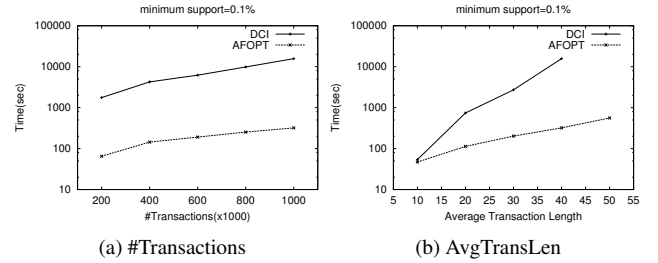 minimum support=0.1%
100000
10000
1000
100
10
Time(sec)
DCI
AFOPT
200 400 600 800 1000
#Transactions(x1000)
(a) #Transactions
minimum support=0.1%
100000
10000
1000
100
10
Time(sec)
DCI
AFOPT
5 10 15 20 25 30 35 40 45 50 55
Average Transaction Length
(b) AvgTransLen